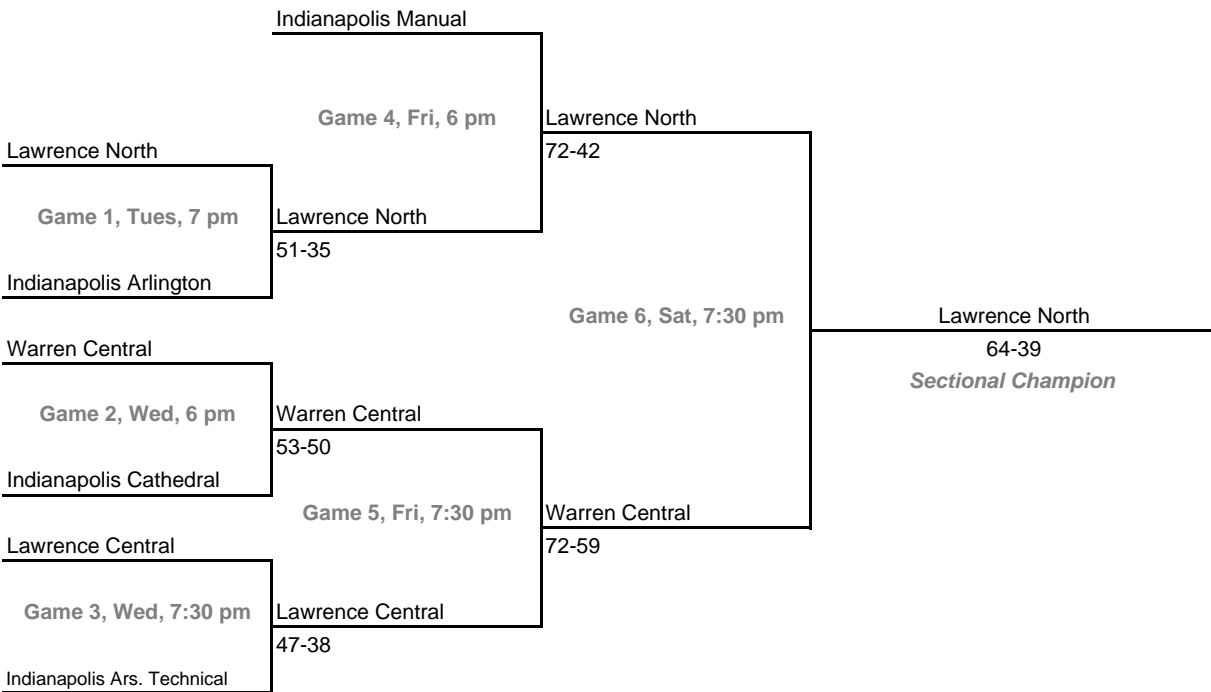 Indianapolis Manual
Game 4, Fri, 6 pm
Lawrence North
Lawrence North
72-42
Game 1, Tues, 7 pm
Lawrence North
51-35
Indianapolis Arlington
Game 6, Sat, 7:30 pm
Lawrence North
Warren Central
64-39
Sectional Champion
Game 2, Wed, 6 pm
Warren Central
53-50
Indianapolis Cathedral
Game 5, Fri, 7:30 pm
Warren Central
Lawrence Central
72-59
Game 3, Wed, 7:30 pm
Lawrence Central
47-38
Indianapolis Ars. Technical